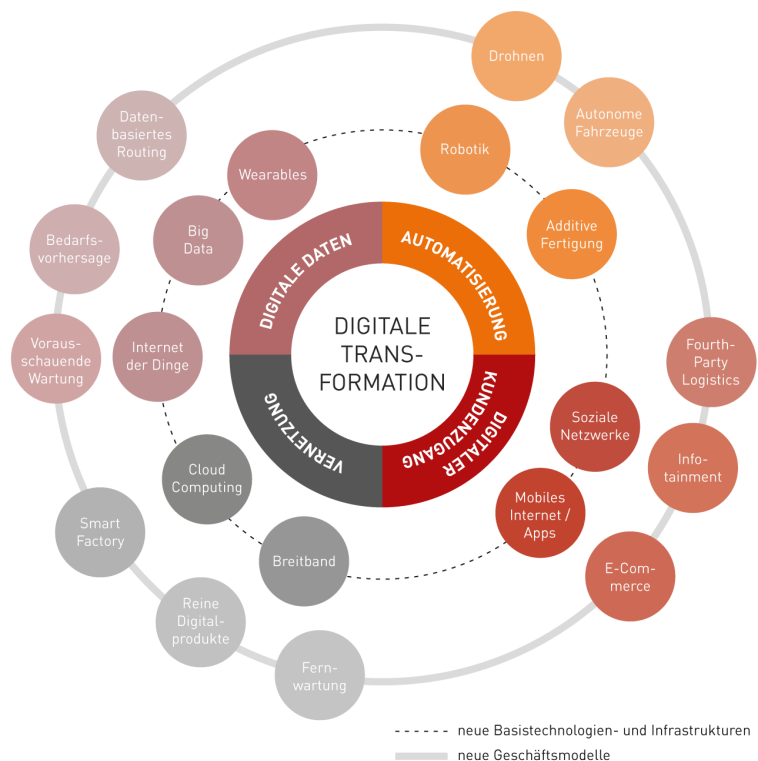 DIGITALE
TRANS-
FORMATION
DIGITALE DATEN
AUTOMATISIERUNG
DIGITALER
KUNDENZUGANG
VERNETZUNG
Wearables
Big
Data
Internet
der Dinge
Daten-
basiertes
Routing
Bedarfs-
vorhersage
Voraus-
schauende
Wartung
Robotik
Additive
Fertigung
Drohnen
Autonome
Fahrzeuge
Soziale
Netzwerke
Mobiles
Internet /
Apps
Fourth-
Party
Logistics
Info-
tainment
E-Com-
merce
Cloud
Computing
Breitband
Smart
Factory
Reine
Digital-
produkte
Fern-
wartung
neue Basistechnologien- und Infrastrukturen
neue Geschäftsmodelle